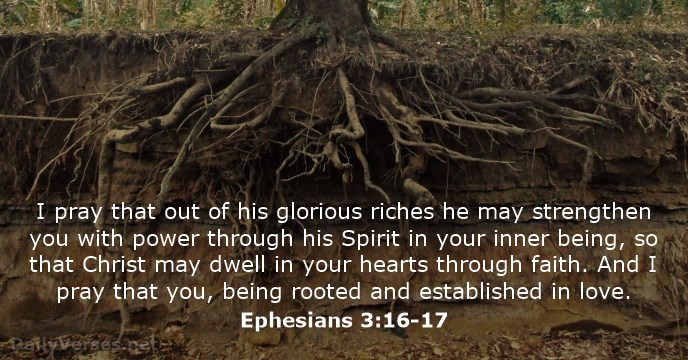 I pray that out of his glorious riches he may strengthen
you with power through his Spirit in your inner being, so
that Christ may dwell in your hearts through faith. And I
pray that you, being rooted and established in love.
Ephesians 3:16-17
DailyVerses.net